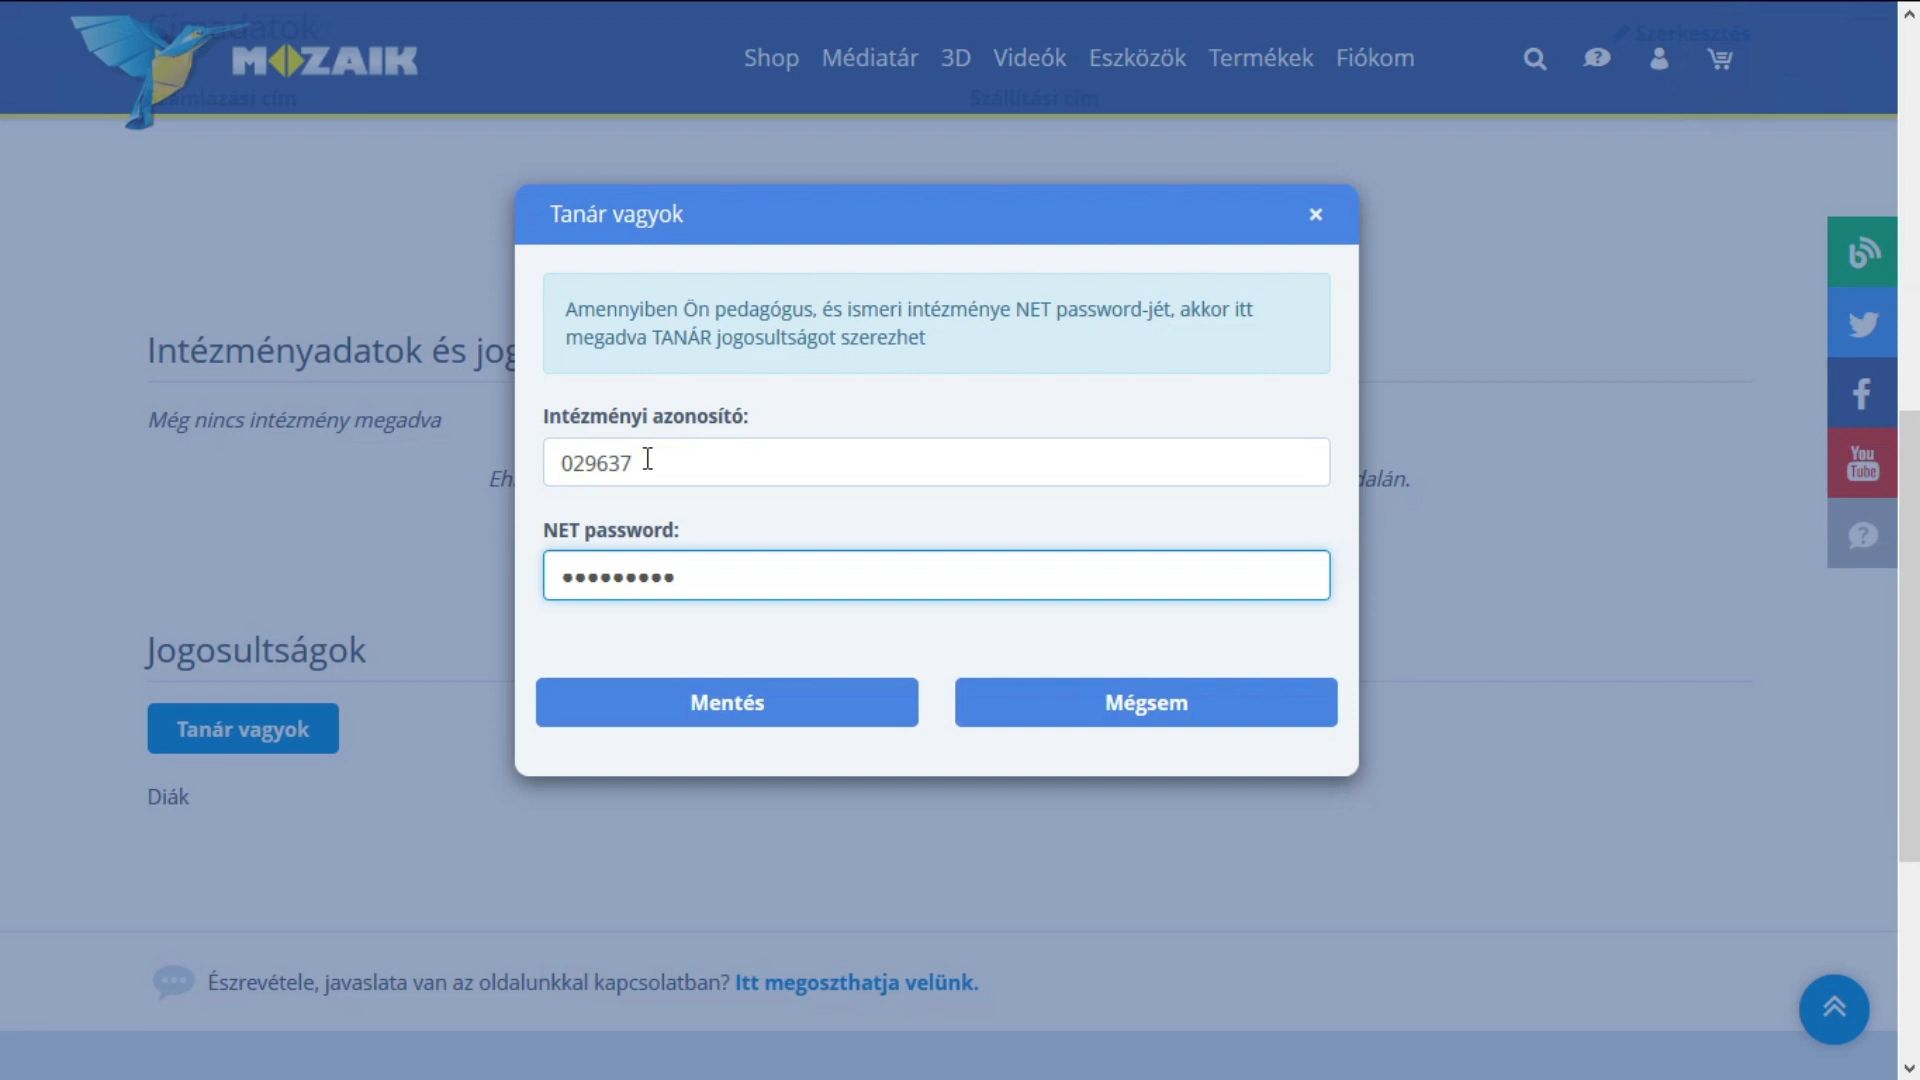 Címadatok
Szerkesztés
MOZAIK
Shop Médiatár 3D Videók Eszközök Termékek Fiókom
Számlázási cím
Szállítási cím
Tanár vagyok
×
Amennyiben Ön pedagógus, és ismeri intézménye NET password-jét, akkor itt
megadva TANÁR jogosultságot szerezhet
Intézményadatok és jog
Még nincs intézmény megadva
Intézményi azonosító:
029637
Eh
dalán.
NET password:
•••••••••
You
Tube
Jogosultságok
Mentés
Mégsem
Tanár vagyok
Diák
Észrevétele, javaslata van az oldalunkkal kapcsolatban? Itt megoszthatja velünk.